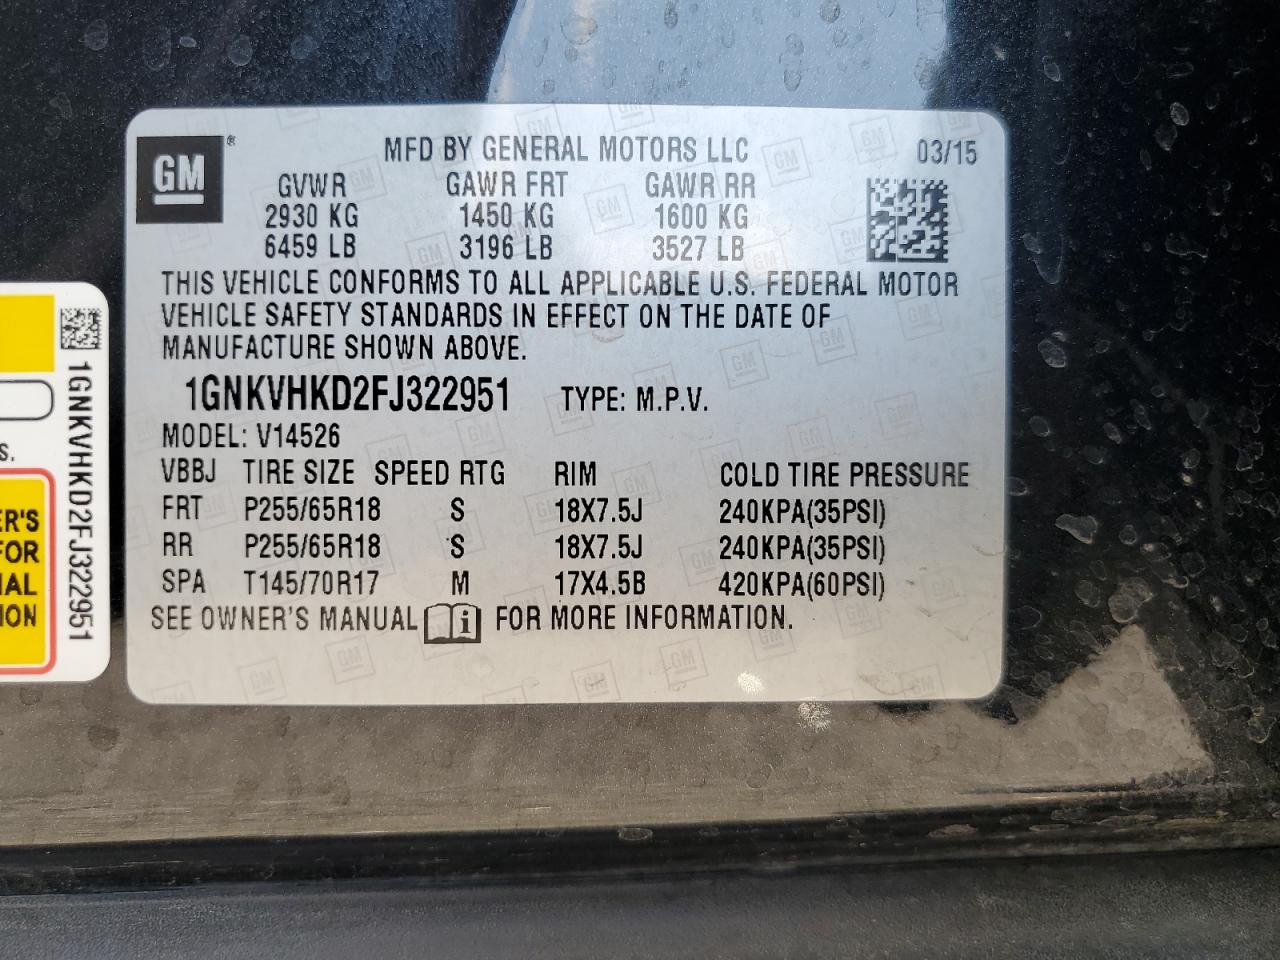 GM ®
MFD BY GENERAL MOTORS LLC 03/15
GVWR GAWR FRT GAWR RR
2930 KG 1450 KG 1600 KG
6459 LB 3196 LB 3527 LB
THIS VEHICLE CONFORMS TO ALL APPLICABLE U.S. FEDERAL MOTOR
VEHICLE SAFETY STANDARDS IN EFFECT ON THE DATE OF
MANUFACTURE SHOWN ABOVE.
1GNKVHKD2FJ322951 TYPE: M.P.V.
MODEL: V14526
VBBJ TIRE SIZE SPEED RTG RIM COLD TIRE PRESSURE
FRT P255/65R18 S 18X7.5J 240KPA(35PSI)
RR P255/65R18 S 18X7.5J 240KPA(35PSI)
SPA T145/70R17 M 17X4.5B 420KPA(60PSI)
SEE OWNER'S MANUAL i FOR MORE INFORMATION.
1GNKVHKD2FJ322951
S.
ER'S
FOR
IAL
ION